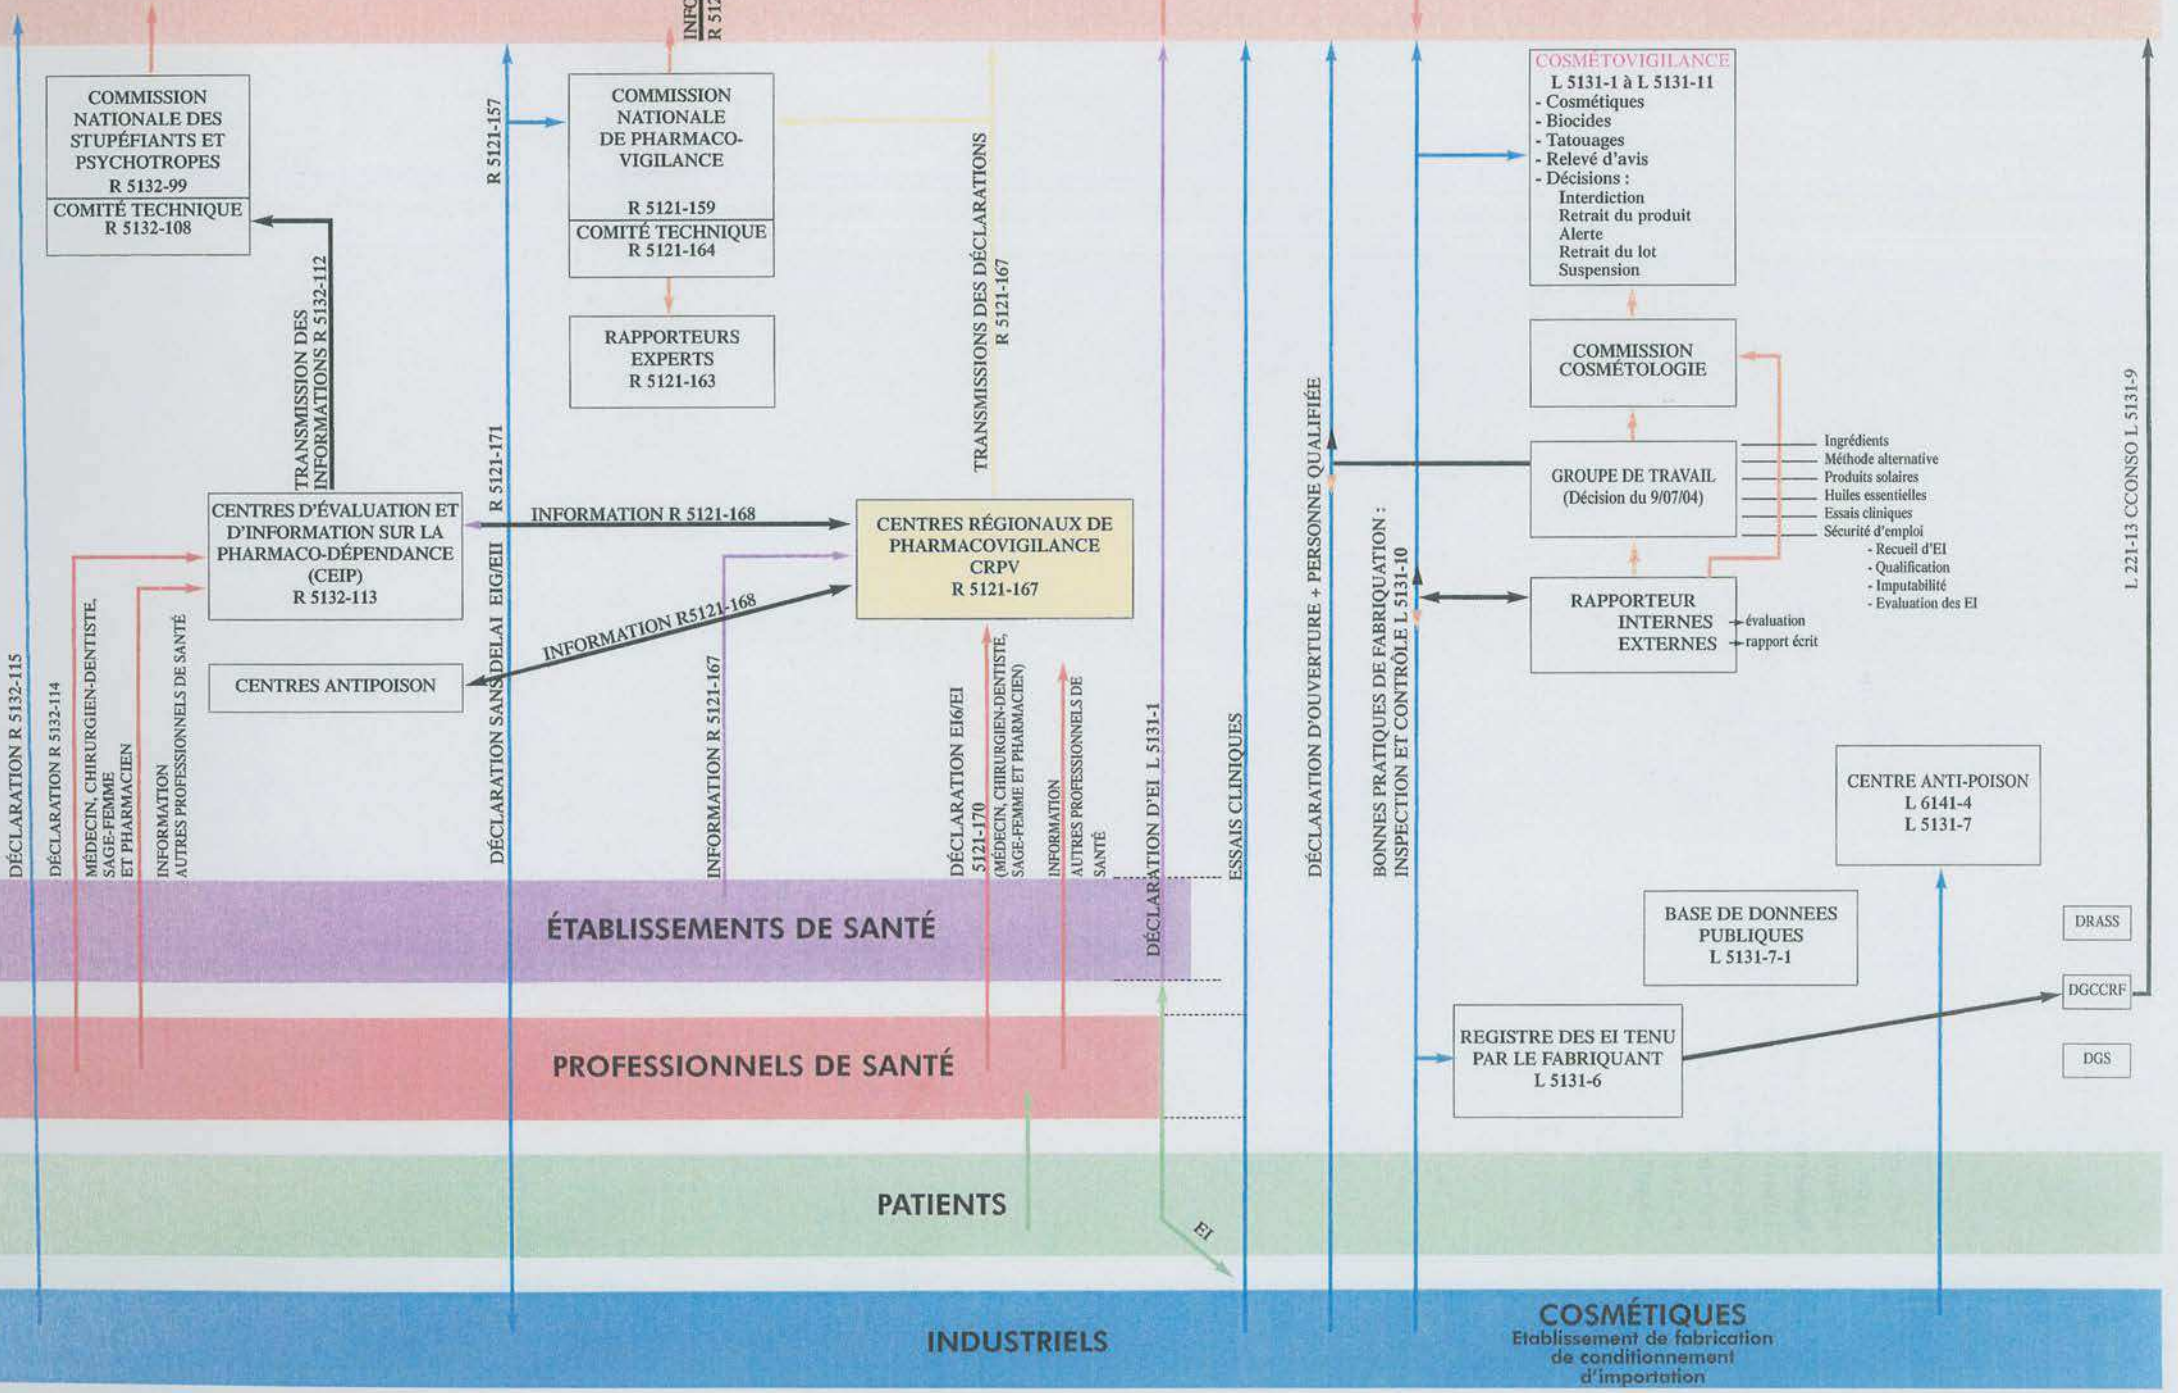 INFO
R 512
COMMISSION
NATIONALE DES
STUPÉFIANTS ET
PSYCHOTROPES
R 5132-99
COMITÉ TECHNIQUE
R 5132-108
TRANSMISSION DES
INFORMATIONS R 5132-112
CENTRES D'ÉVALUATION ET
D'INFORMATION SUR LA
PHARMACO-DÉPENDANCE
(CEIP)
R 5132-113
CENTRES ANTIPOISON
DÉCLARATION R 5132-115
DÉCLARATION R 5132-114
MÉDECIN, CHIRURGIEN-DENTISTE,
SAGE-FEMME
ET PHARMACIEN
INFORMATION
AUTRES PROFESSIONNELS DE SANTÉ
R 5121-157
DÉCLARATION SANS DELAI EIG/EII R 5121-171
COMMISSION
NATIONALE
DE PHARMACO-
VIGILANCE
R 5121-159
COMITÉ TECHNIQUE
R 5121-164
RAPPORTEURS
EXPERTS
R 5121-163
INFORMATION R 5121-168
INFORMATION R5121-168
INFORMATION R 5121-167
TRANSMISSIONS DES DÉCLARATIONS
R 5121-167
CENTRES RÉGIONAUX DE
PHARMACOVIGILANCE
CRPV
R 5121-167
DÉCLARATION EI6/EI
5121-170
(MÉDECIN, CHIRURGIEN-DENTISTE,
SAGE-FEMME ET PHARMACIEN)
INFORMATION
AUTRES PROFESSIONNELS DE
SANTÉ
DÉCLARATION D'EI L 5131-1
ESSAIS CLINIQUES
DÉCLARATION D'OUVERTURE + PERSONNE QUALIFIÉE
BONNES PRATIQUES DE FABRIQUATION :
INSPECTION ET CONTRÔLE L 5131-10
COSMÉTOVIGILANCE
L 5131-1 à L 5131-11
- Cosmétiques
- Biocides
- Tatouages
- Relevé d'avis
- Décisions :
Interdiction
Retrait du produit
Alerte
Retrait du lot
Suspension
COMMISSION
COSMÉTOLOGIE
GROUPE DE TRAVAIL
(Décision du 9/07/04)
Ingrédients
Méthode alternative
Produits solaires
Huiles essentielles
Essais cliniques
Sécurité d'emploi
- Recueil d'EI
- Qualification
- Imputabilité
- Evaluation des EI
RAPPORTEUR
INTERNES
EXTERNES
évaluation
rapport écrit
L 221-13 CCONSO L 5131-9
CENTRE ANTI-POISON
L 6141-4
L 5131-7
BASE DE DONNEES
PUBLIQUES
L 5131-7-1
DRASS
DGCCRF
DGS
REGISTRE DES EI TENU
PAR LE FABRIQUANT
L 5131-6
ÉTABLISSEMENTS DE SANTÉ
PROFESSIONNELS DE SANTÉ
PATIENTS
EI
INDUSTRIELS
COSMÉTIQUES
Etablissement de fabrication
de conditionnement
d'importation